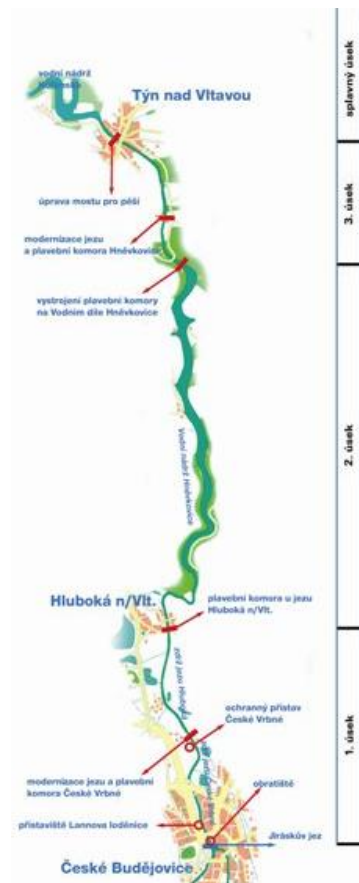 vodní nádrž
Týn nad Vltavou
splavný úsek
úprava mostu pro pěší
3. úsek
modernizace jezu
a plavební komora Hněvkovice
vystrojení plavební komory
na Vodním díle Hněvkovice
2. úsek
Vodní nádrž Hněvkovice
Hluboká n/Vlt.
plavební komora u jezu
Hluboká n/Vlt.
zdrž jezu Hluboká
ochranný přístav
České Vrbné
1. úsek
modernizace jezu a plavební
komora České Vrbné
obratiště
přístaviště Lannova loděnice
Jiráskův jez
České Budějovice